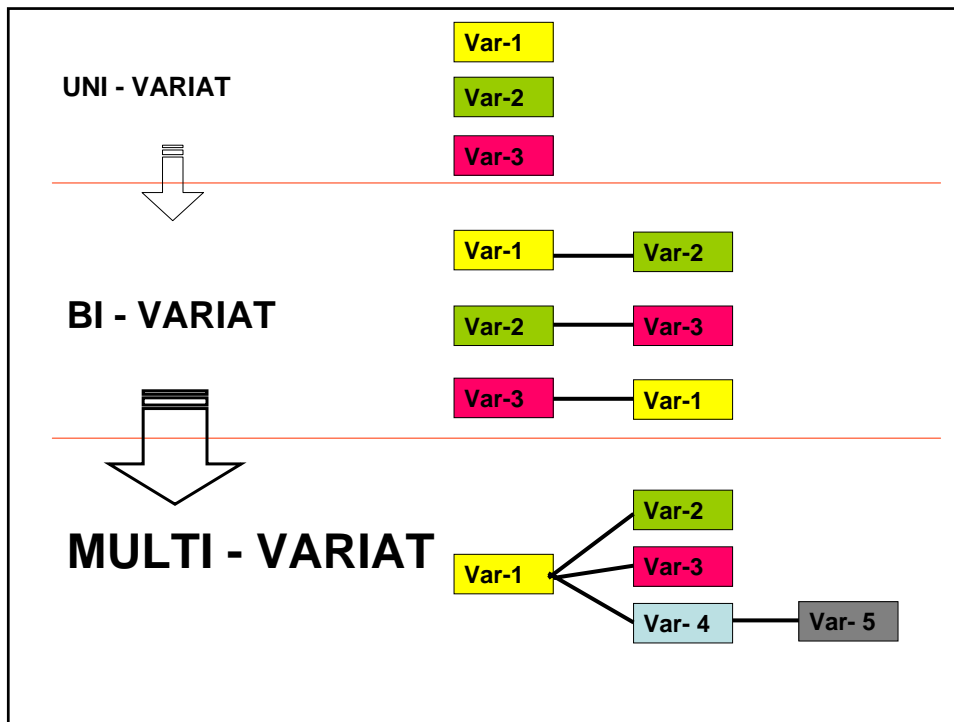 Var-1
UNI - VARIAT
Var-2
Var-3
Var-1 Var-2
BI - VARIAT
Var-2 Var-3
Var-3 Var-1
Var-2
MULTI - VARIAT
Var-1
Var-3
Var- 4 Var- 5